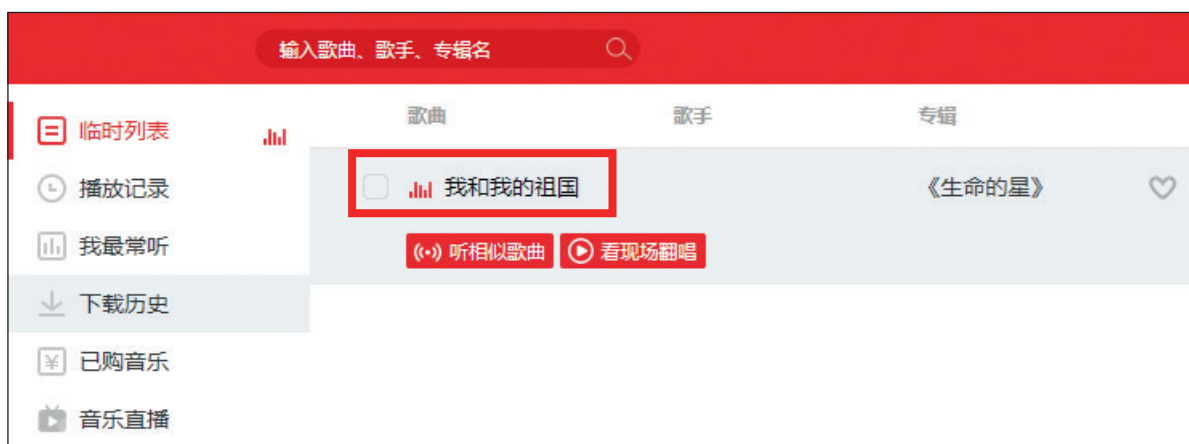 输入歌曲、歌手、专辑名
临时列表
播放记录
我最常听
下载历史
已购音乐
音乐直播
歌曲 歌手 专辑
我和我的祖国 《生命的星》
听相似歌曲 看现场翻唱